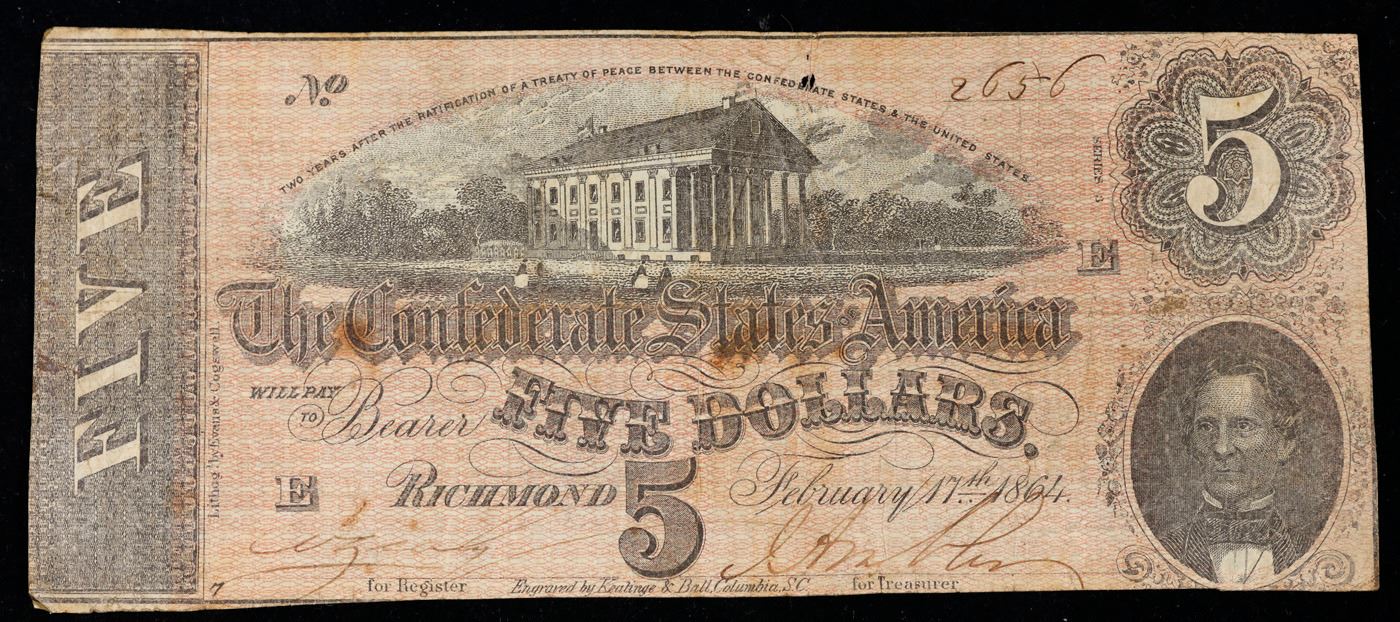 FIVE
No
2656
TWO YEARS AFTER THE RATIFICATION OF A TREATY OF PEACE BETWEEN THE CONFEDERATE STATES & THE UNITED STATES.
5
SERIES. 3
E
The Confederate States OF America
WILL PAY
TO Bearer
FIVE DOLLARS.
E
RICHMOND 5 February 17th 1864.
for Register
for Treasurer
Engraved by Keatinge & Ball, Columbia, S.C.
Lithog'd by Evans & Cogswell
7